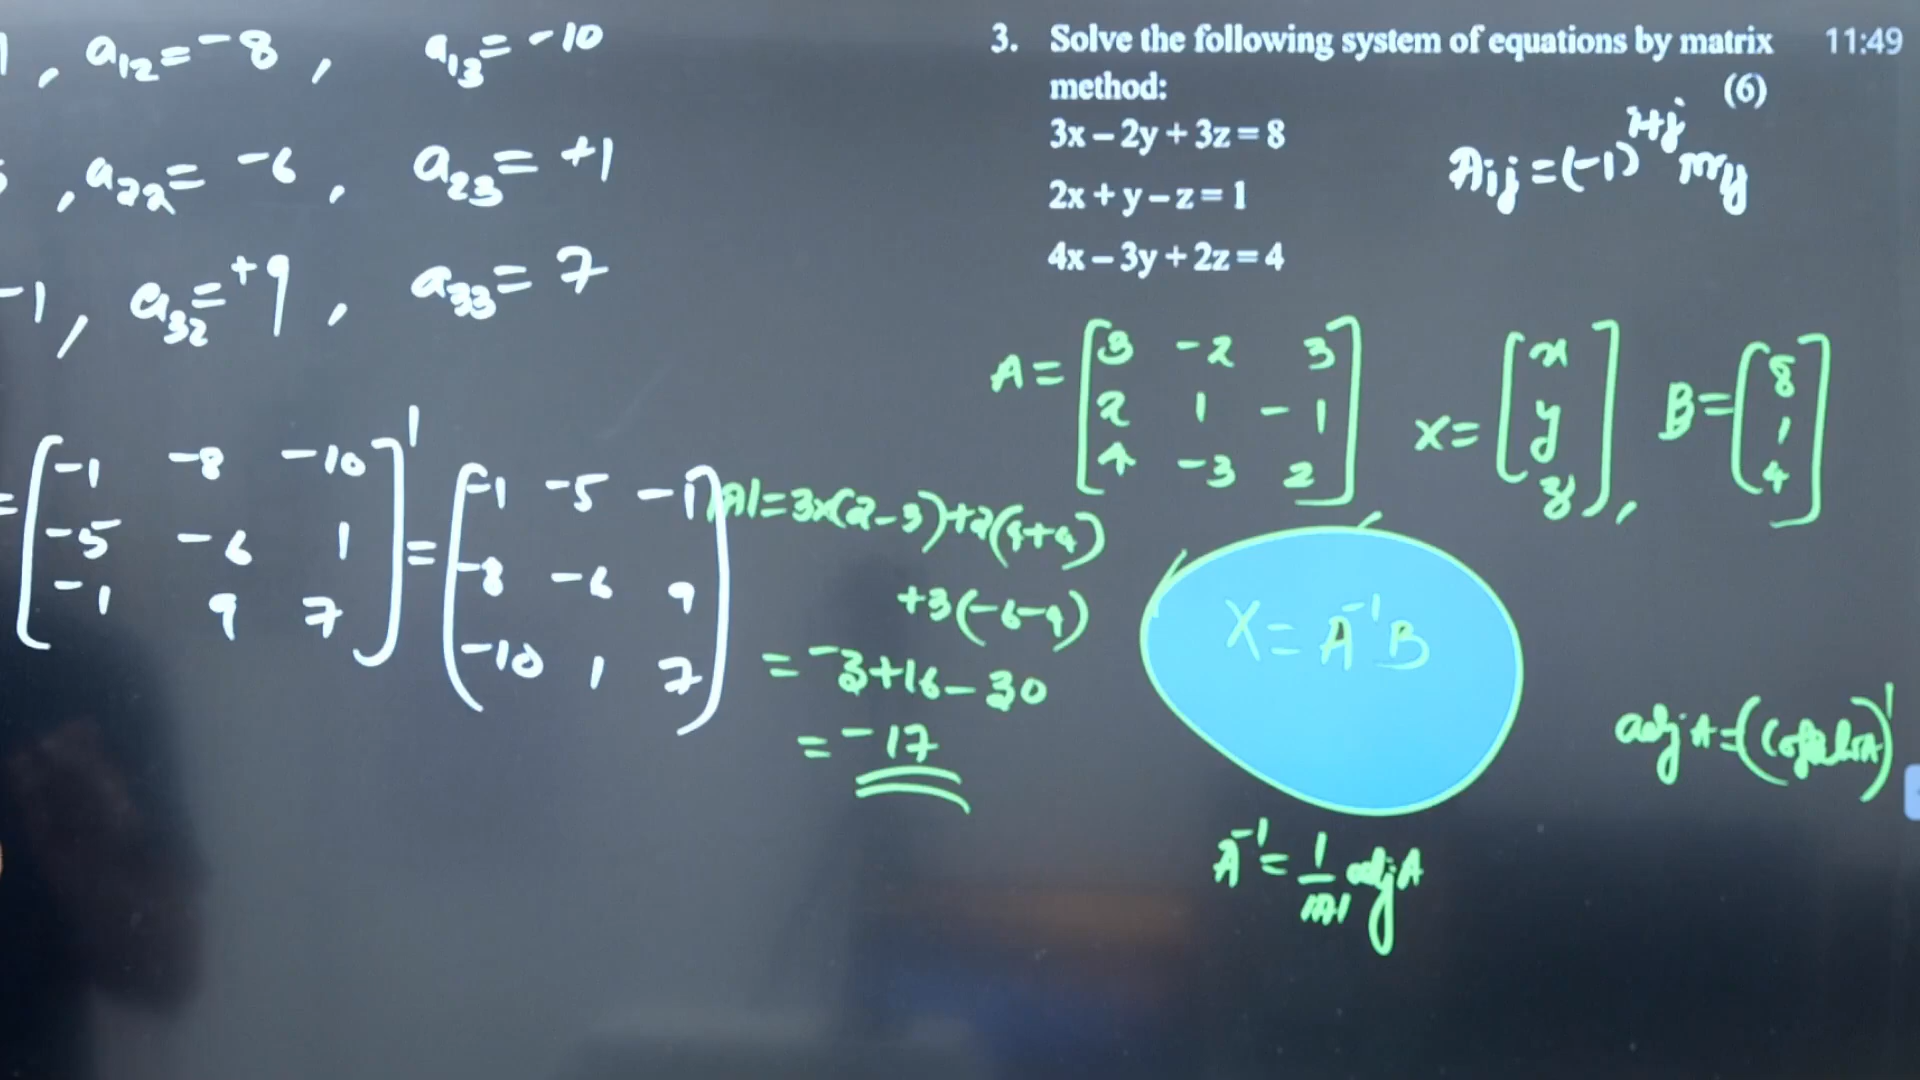 1 , a12 = -8 , a13 = -10
, a22 = -6 , a23 = +1
-1 , a32 = +9 , a33 = 7
= [-1 -8 -10
-5 -6 1
-1 9 7]' = [-1 -5 -1
-8 -6 9
-10 1 7]
3. Solve the following system of equations by matrix
method: (6)
3x – 2y + 3z = 8
2x + y – z = 1
4x – 3y + 2z = 4
11:49
Aij = (-1)^i+j mij
A = [3 -2 3
2 1 -1
4 -3 2]
X = [x
y
z] ,
B = [8
1
4]
|A| = 3x(2-3)+2(4+4)
+3(-6-4)
= -3+16-30
= -17
X = A^-1 B
adj A = (Cofactor A)'
A^-1 = 1/|A| adj A